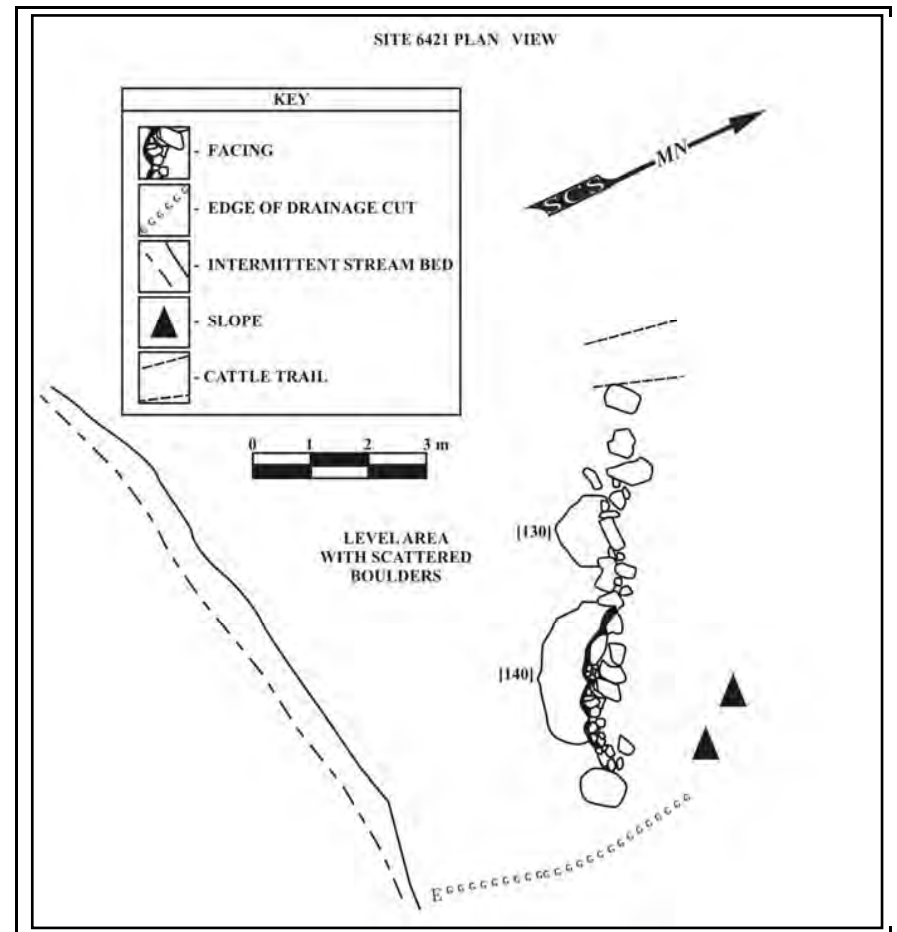 SITE 6421 PLAN VIEW
KEY
- FACING
- EDGE OF DRAINAGE CUT
- INTERMITTENT STREAM BED
- SLOPE
- CATTLE TRAIL
MN
SCS
0 1 2 3 m
[130]
LEVEL AREA
WITH SCATTERED
BOULDERS
[140]
E